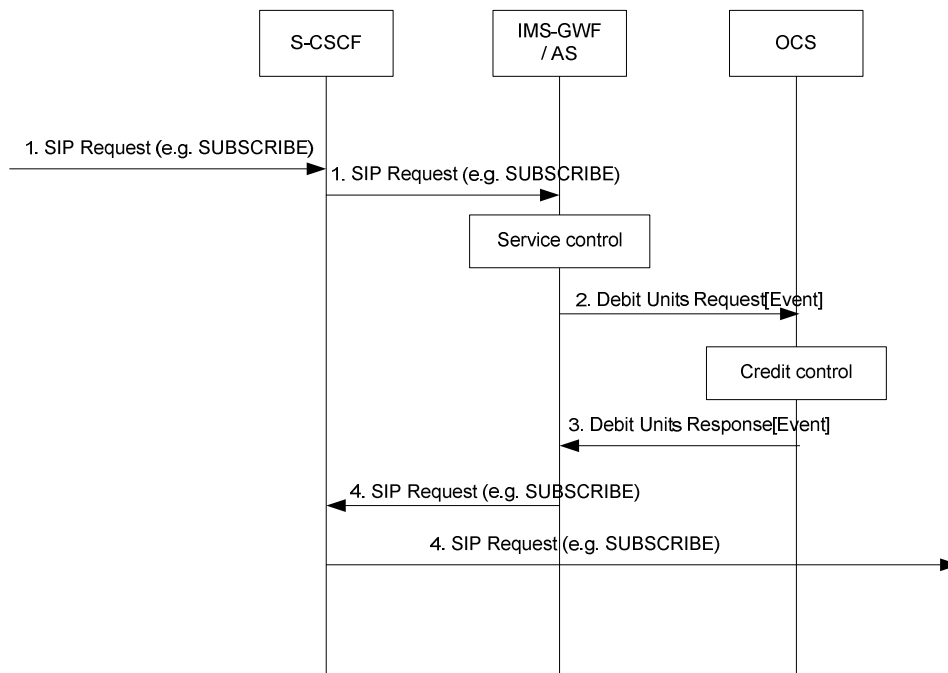 S-CSCF
IMS-GWF
/ AS
OCS
1. SIP Request (e.g. SUBSCRIBE)
1. SIP Request (e.g. SUBSCRIBE)
Service control
2. Debit Units Request[Event]
Credit control
3. Debit Units Response[Event]
4. SIP Request (e.g. SUBSCRIBE)
4. SIP Request (e.g. SUBSCRIBE)